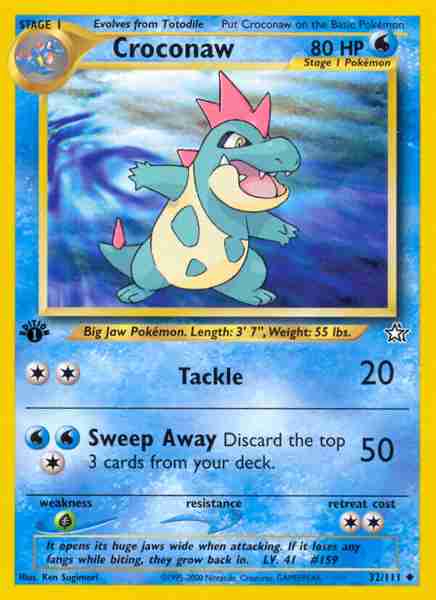 STAGE 1 Evolves from Totodile Put Croconaw on the Basic Pokémon
Croconaw 80 HP
Stage 1 Pokémon
EDITION
1
Big Jaw Pokémon. Length: 3' 7", Weight: 55 lbs.
Tackle 20
Sweep Away Discard the top
3 cards from your deck.
50
weakness resistance retreat cost
It opens its huge jaws wide when attacking. If it loses any
fangs while biting, they grow back in. LV. 41 #159
Illus. Ken Sugimori ©1995-2000 Nintendo, Creatures, GAMEFREAK. 32/111